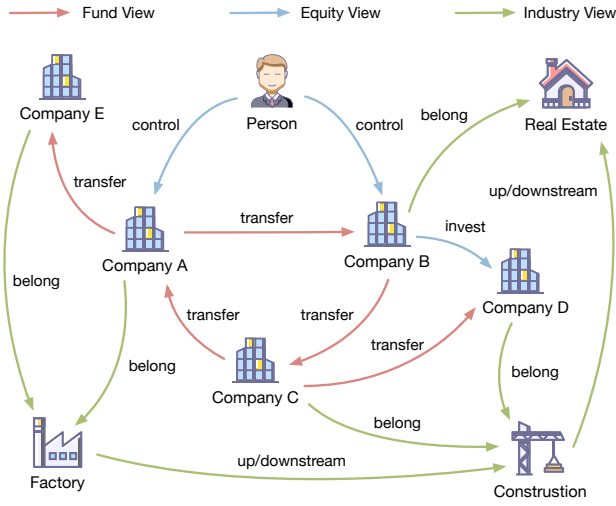 Fund View
Equity View
Industry View
Company E
Person
Real Estate
control
control
belong
transfer
up/downstream
transfer
invest
Company A
Company B
belong
Company D
transfer
transfer
transfer
belong
belong
Company C
belong
up/downstream
Factory
Construstion